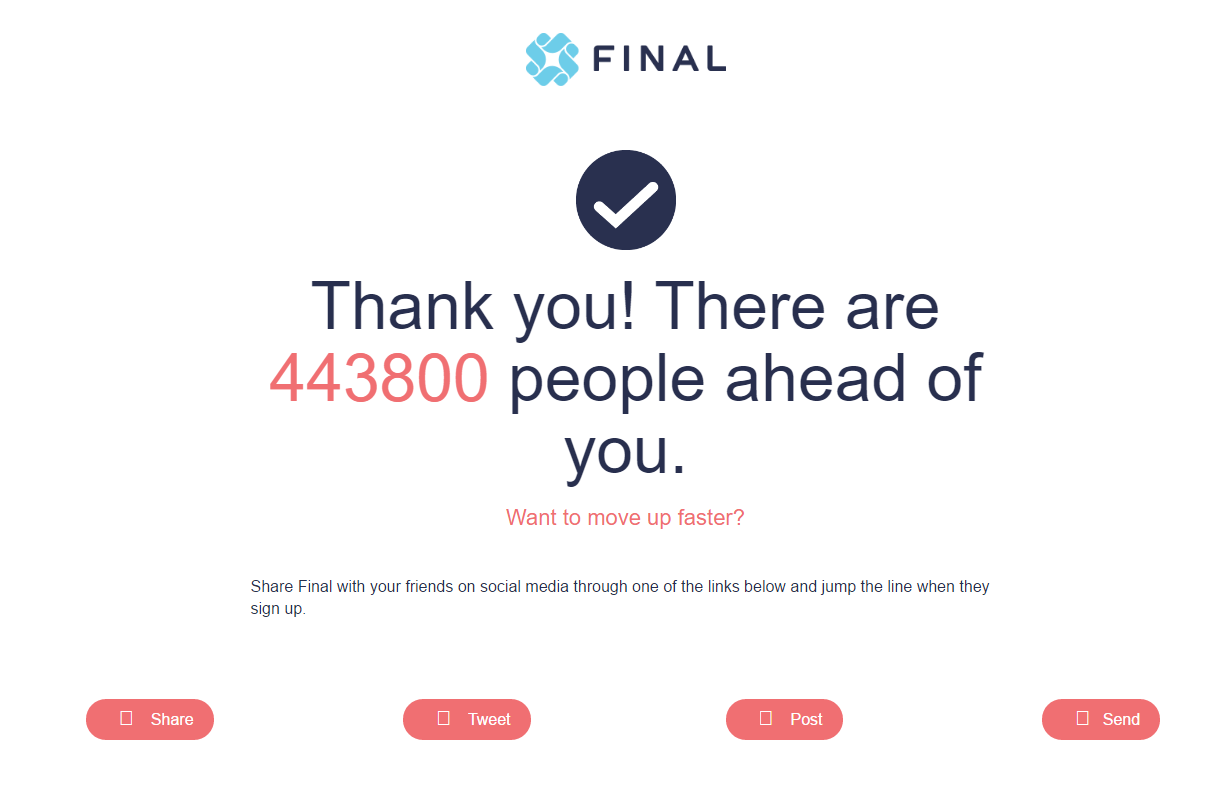 FINAL
Thank you! There are
443800 people ahead of
you.
Want to move up faster?
Share Final with your friends on social media through one of the links below and jump the line when they
sign up.
Share
Tweet
Post
Send